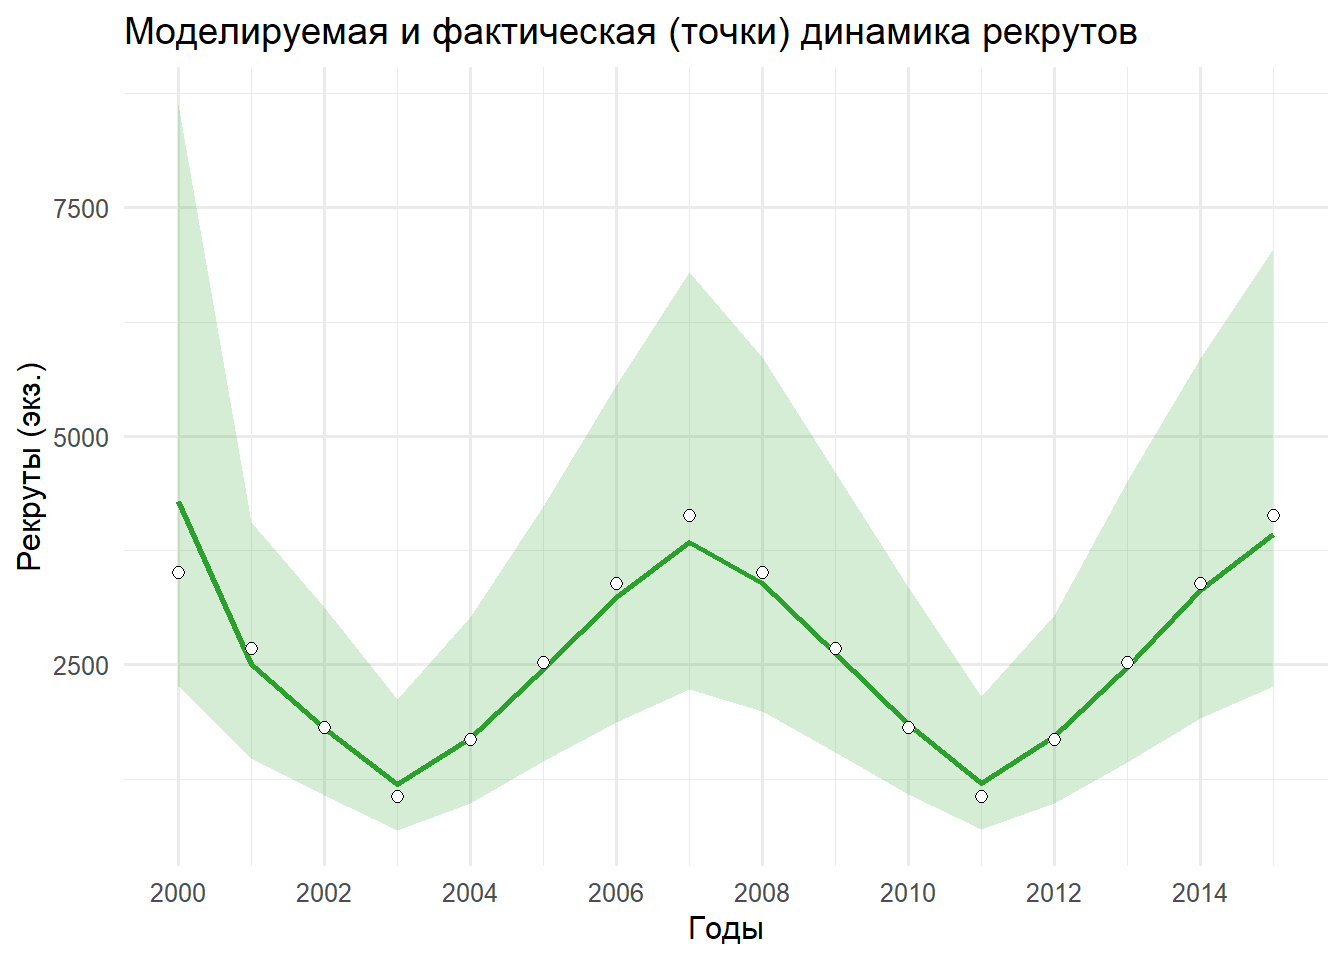 Моделируемая и фактическая (точки) динамика рекрутов
Рекруты (экз.)
7500
5000
2500
2000 2002 2004 2006 2008 2010 2012 2014
Годы